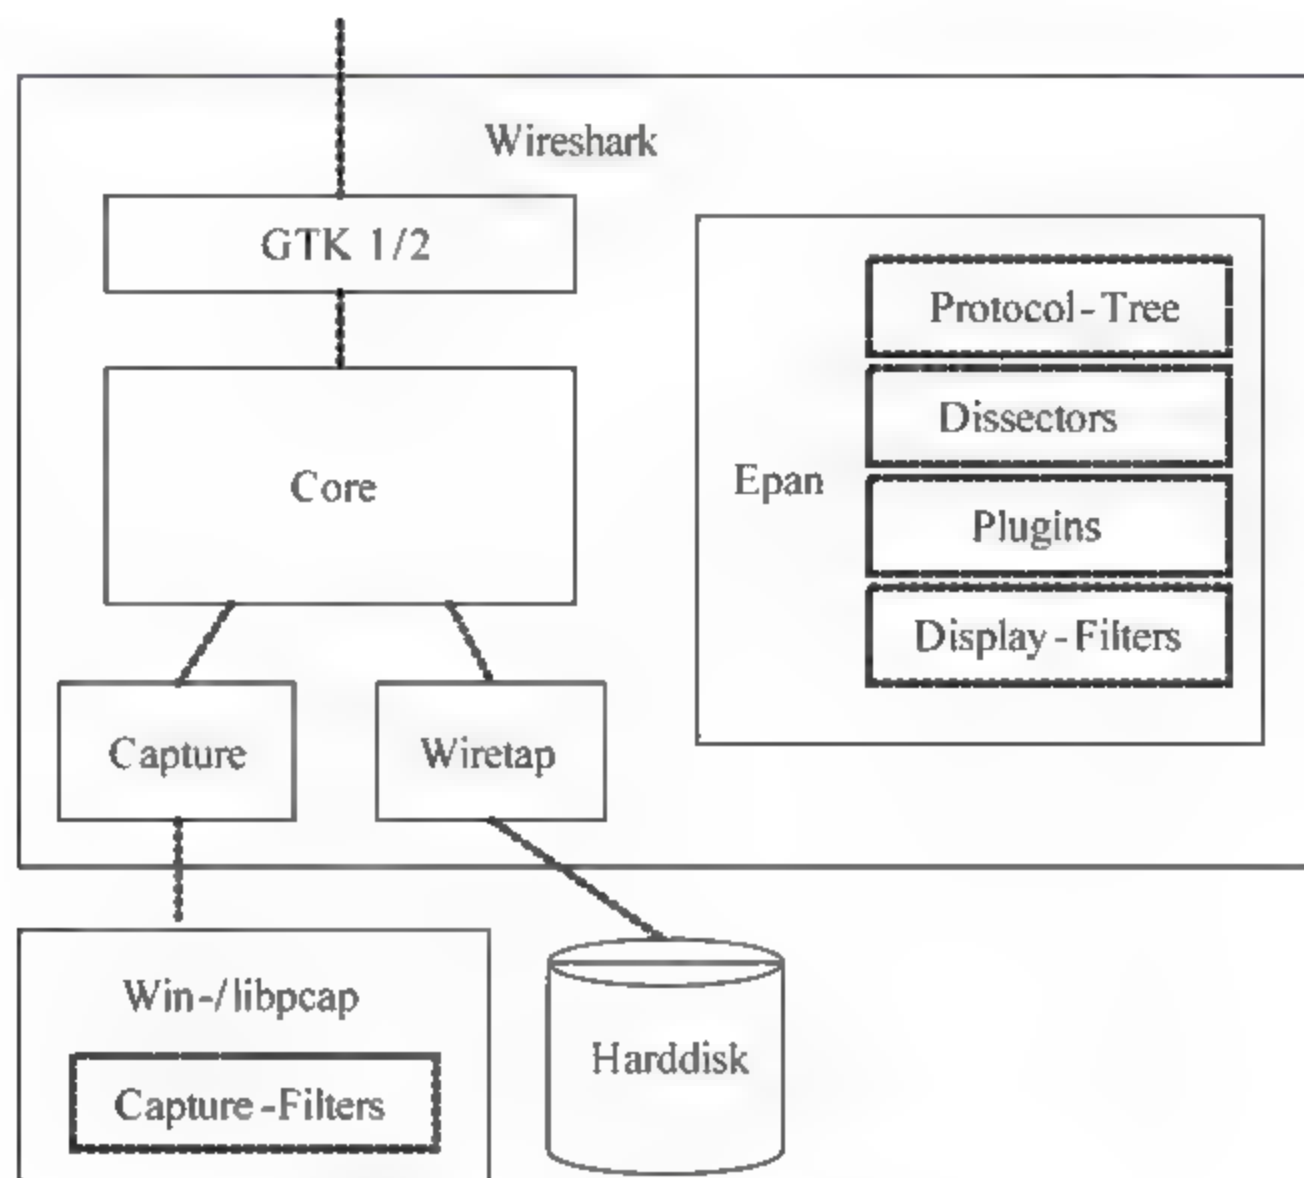 Wireshark
GTK 1/2
Core
Capture
Wiretap
Epan
Protocol-Tree
Dissectors
Plugins
Display-Filters
Win-/libpcap
Capture-Filters
Harddisk